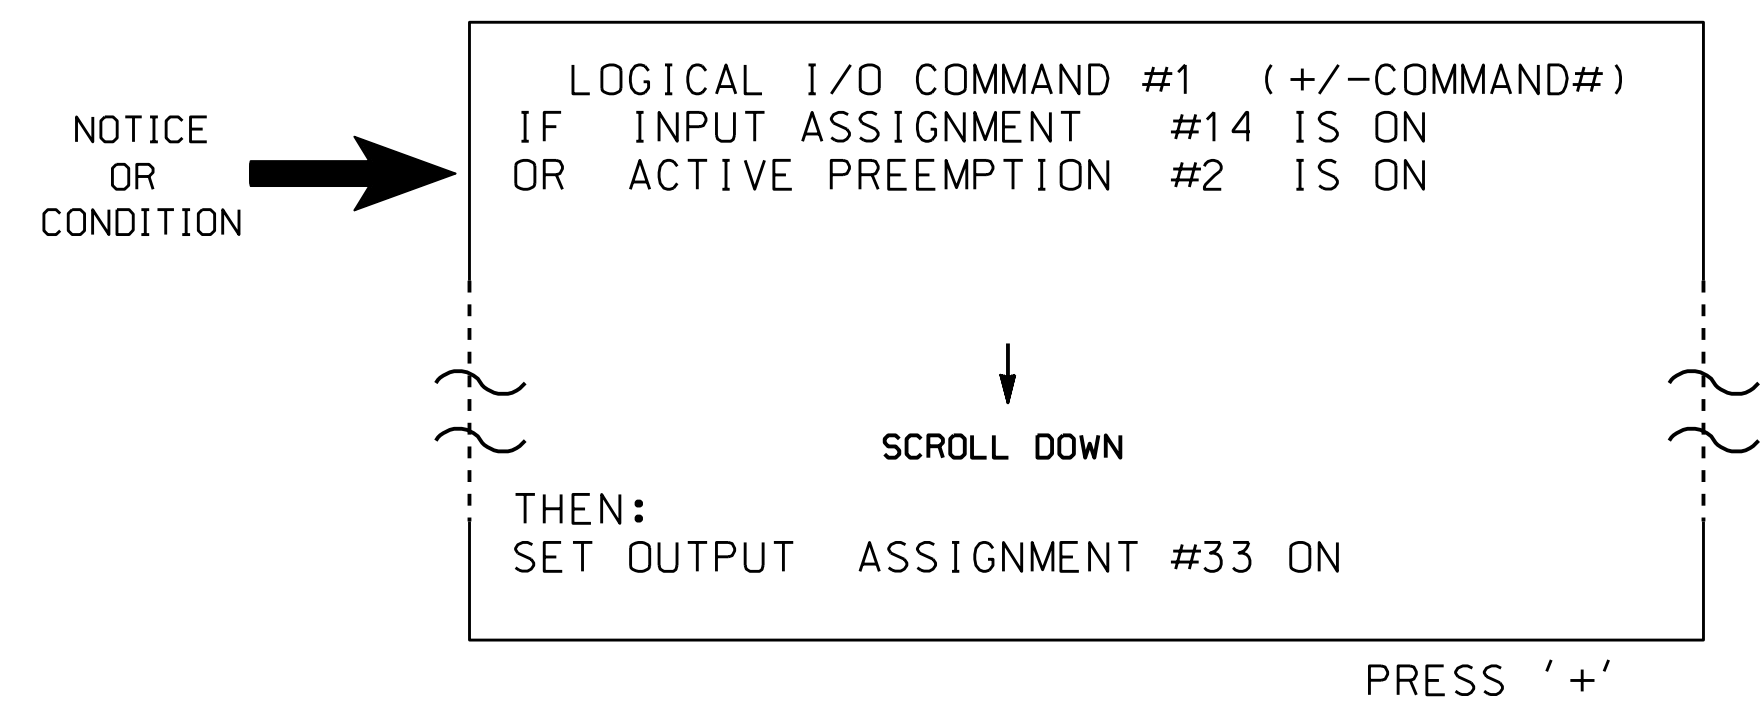 LOGICAL I/O COMMAND #1 (+/-COMMAND#)
IF INPUT ASSIGNMENT #14 IS ON
OR ACTIVE PREEMPTION #2 IS ON
NOTICE
OR
CONDITION
SCROLL DOWN
THEN:
SET OUTPUT ASSIGNMENT #33 ON
PRESS '+'